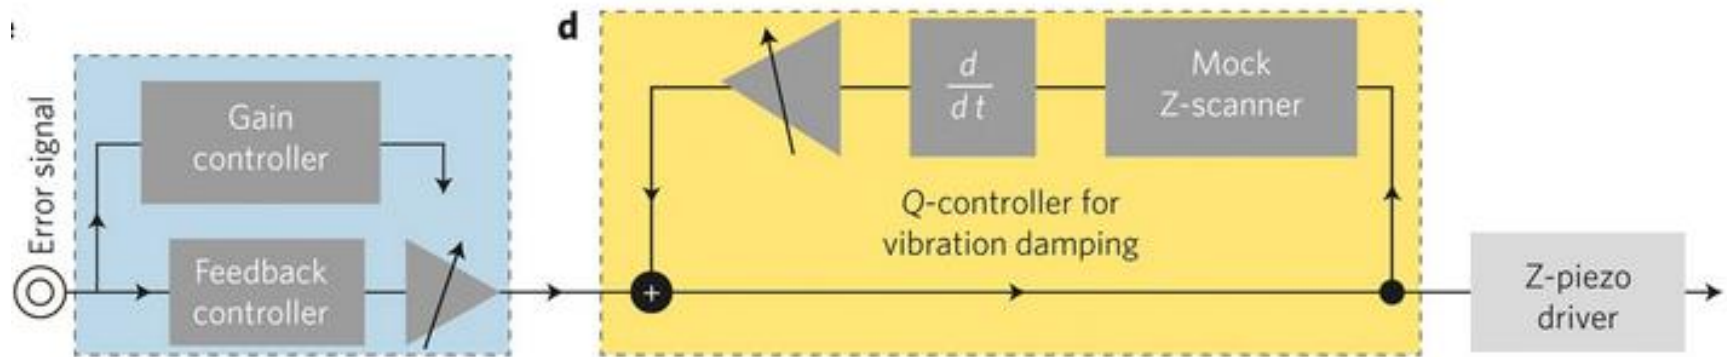 d
Error signal
Gain
controller
Feedback
controller
d
d t
Mock
Z-scanner
Q-controller for
vibration damping
+
Z-piezo
driver